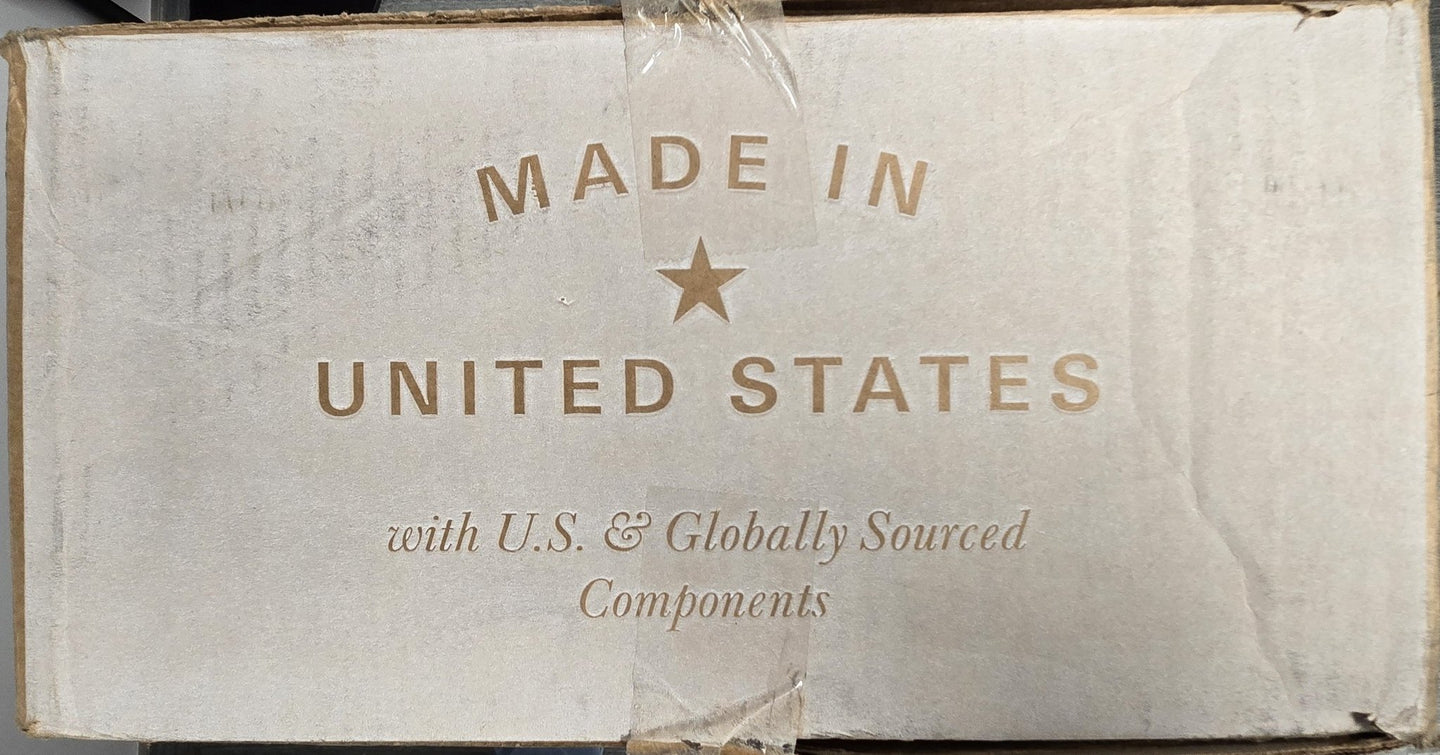 MADE IN
UNITED STATES
with U.S. & Globally Sourced
Components